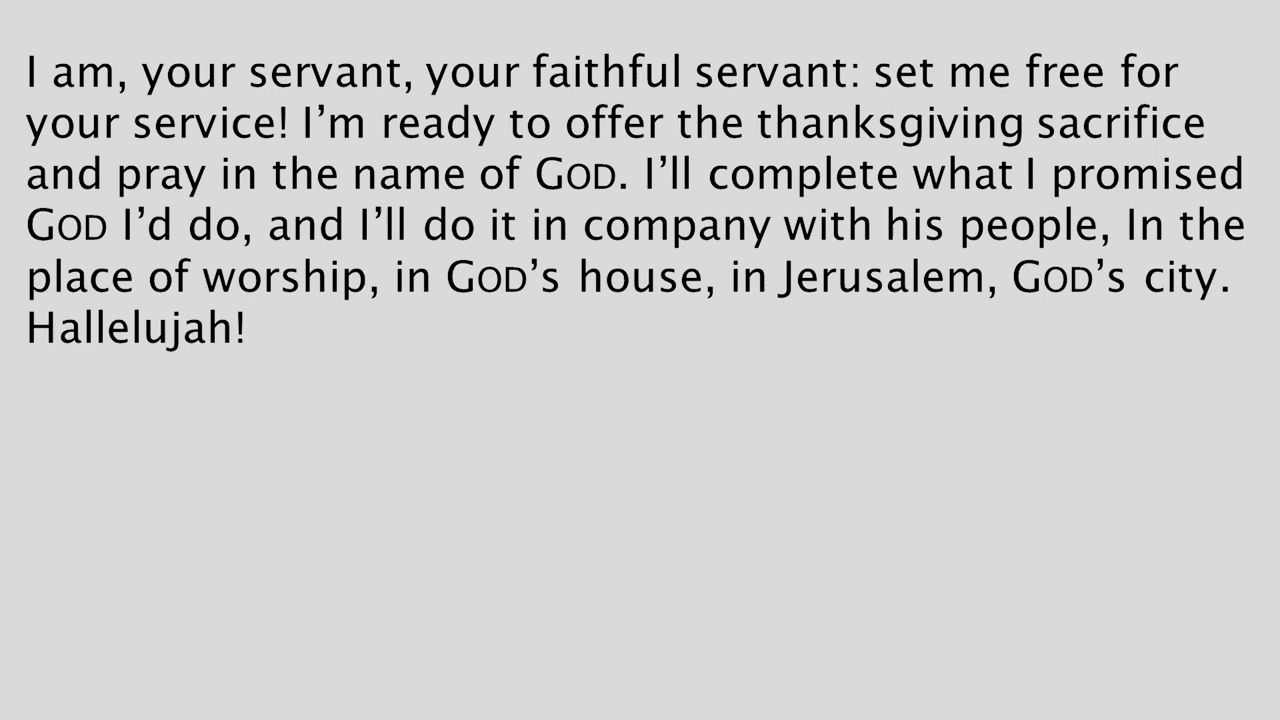 I am, your servant, your faithful servant: set me free for
your service! I’m ready to offer the thanksgiving sacrifice
and pray in the name of GOD. I’ll complete what I promised
GOD I’d do, and I’ll do it in company with his people, In the
place of worship, in GOD’s house, in Jerusalem, GOD’s city.
Hallelujah!